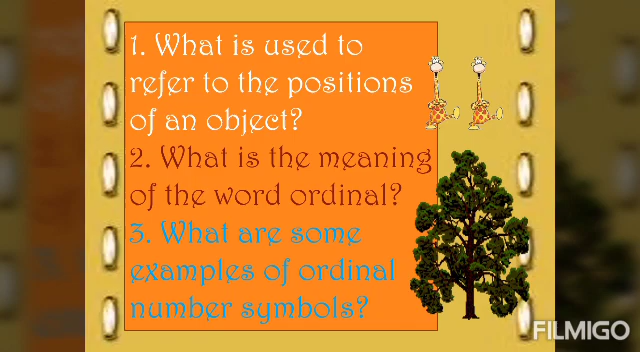 1. What is used to
refer to the positions
of an object?
2. What is the meaning
of the word ordinal?
3. What are some
examples of ordinal
number symbols?
FILMIGO